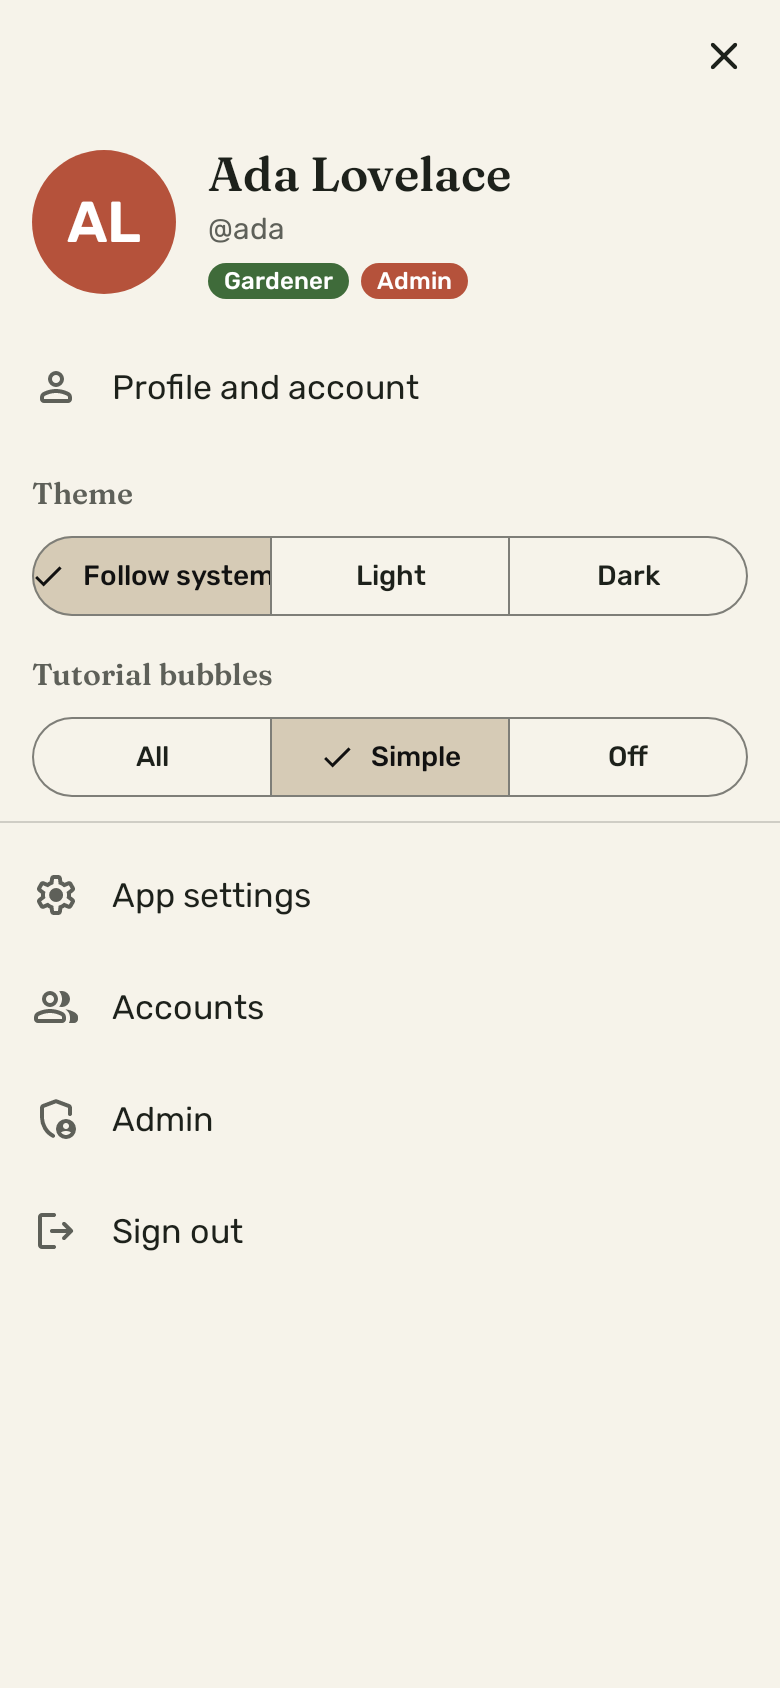 AL
Ada Lovelace
@ada
Gardener Admin
Profile and account
Theme
Follow system Light Dark
Tutorial bubbles
All Simple Off
App settings
Accounts
Admin
Sign out